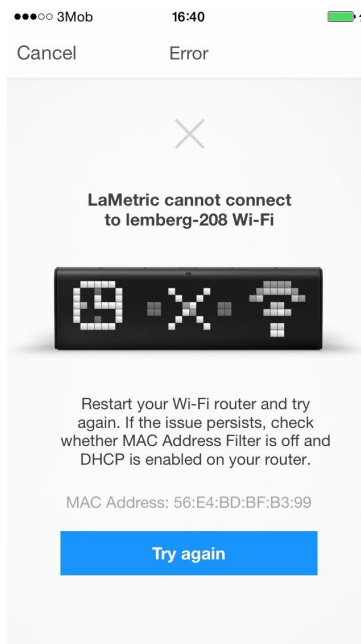 3Mob 16:40
Cancel Error
LaMetric cannot connect
to lemberg-208 Wi-Fi
Restart your Wi-Fi router and try
again. If the issue persists, check
whether MAC Address Filter is off and
DHCP is enabled on your router.
MAC Address: 56:E4:BD:BF:B3:99
Try again